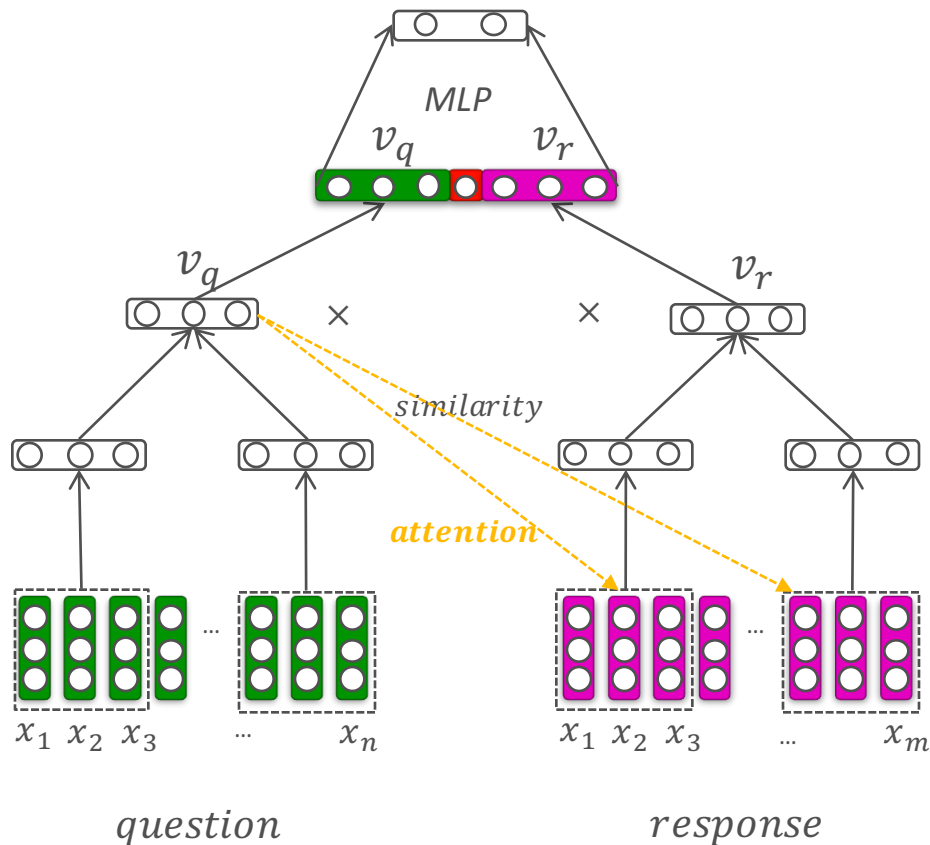 MLP
v_q v_r
v_q v_r
× ×
similarity
attention
... ...
x_1 x_2 x_3 ... x_n x_1 x_2 x_3 ... x_m
question response